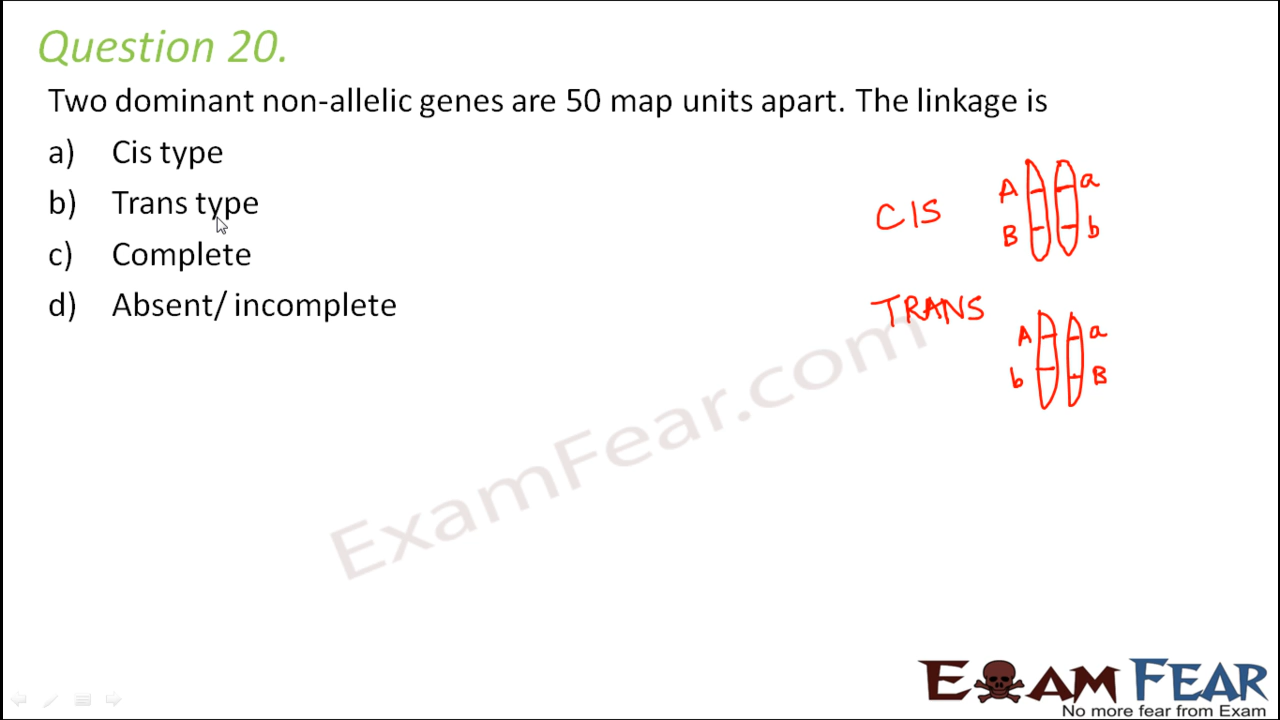 Question 20.
Two dominant non-allelic genes are 50 map units apart. The linkage is
a) Cis type
b) Trans type
c) Complete
d) Absent/ incomplete
CIS
A a
B b
TRANS
A a
b B
ExamFear.com
EXAM FEAR
No more fear from Exam